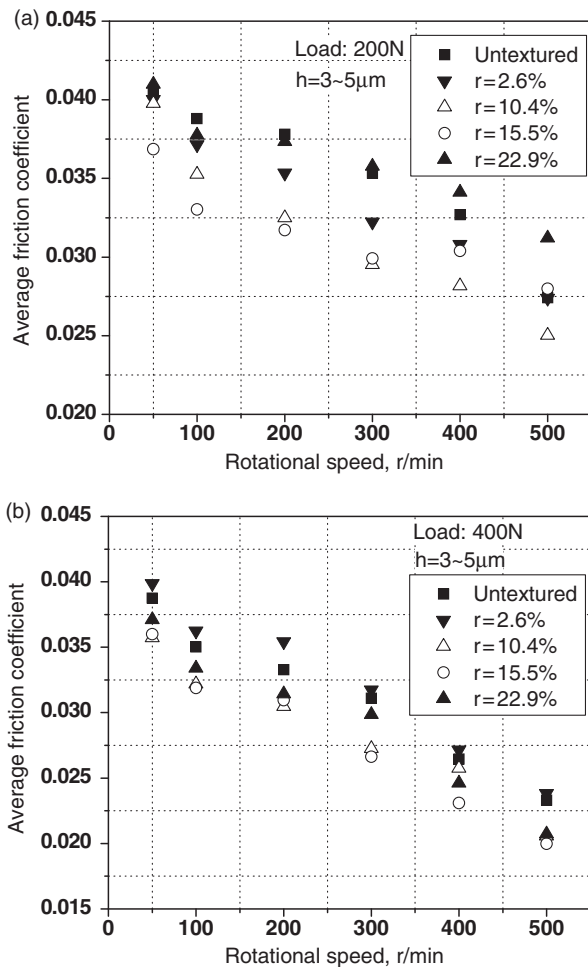 (a)
0.045
0.040
0.035
0.030
0.025
0.020
Average friction coefficient
Load: 200N
h=3~5μm
Untextured
r=2.6%
r=10.4%
r=15.5%
r=22.9%
0 100 200 300 400 500
Rotational speed, r/min
(b)
0.045
0.040
0.035
0.030
0.025
0.020
0.015
Average friction coefficient
Load: 400N
h=3~5μm
Untextured
r=2.6%
r=10.4%
r=15.5%
r=22.9%
0 100 200 300 400 500
Rotational speed, r/min